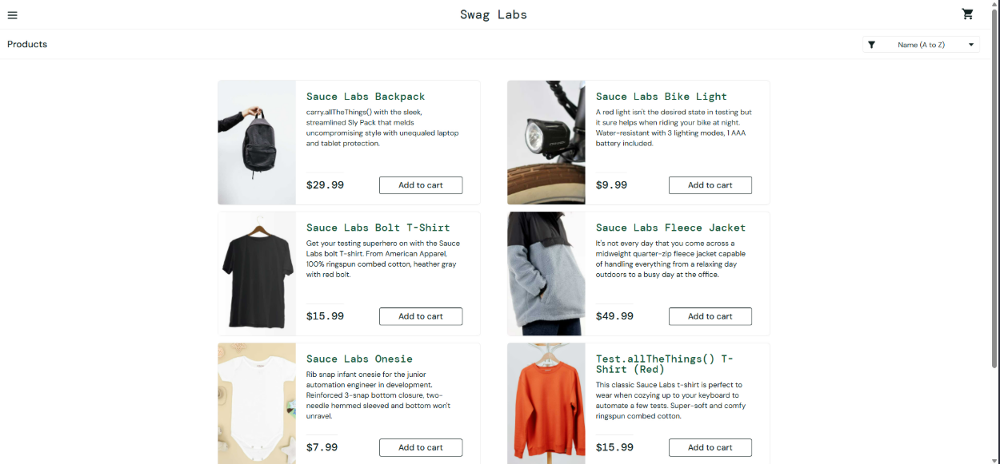 Swag Labs
Products
Name (A to Z)
Sauce Labs Backpack
carry.allTheThings() with the sleek,
streamlined Sly Pack that melds
uncompromising style with unequaled laptop
and tablet protection.
$29.99
Add to cart
Sauce Labs Bike Light
A red light isn't the desired state in testing but
it sure helps when riding your bike at night.
Water-resistant with 3 lighting modes, 1 AAA
battery included.
$9.99
Add to cart
Sauce Labs Bolt T-Shirt
Get your testing superhero on with the Sauce
Labs bolt T-shirt. From American Apparel,
100% ringspun combed cotton, heather gray
with red bolt.
$15.99
Add to cart
Sauce Labs Fleece Jacket
It's not every day that you come across a
midweight quarter-zip fleece jacket capable
of handling everything from a relaxing day
outdoors to a busy day at the office.
$49.99
Add to cart
Sauce Labs Onesie
Rib snap infant onesie for the junior
automation engineer in development.
Reinforced 3-snap bottom closure, two-
needle hemmed sleeved and bottom won't
unravel.
$7.99
Add to cart
Test.allTheThings() T-
Shirt (Red)
This classic Sauce Labs t-shirt is perfect to
wear when cozying up to your keyboard to
automate a few tests. Super-soft and comfy
ringspun combed cotton.
$15.99
Add to cart